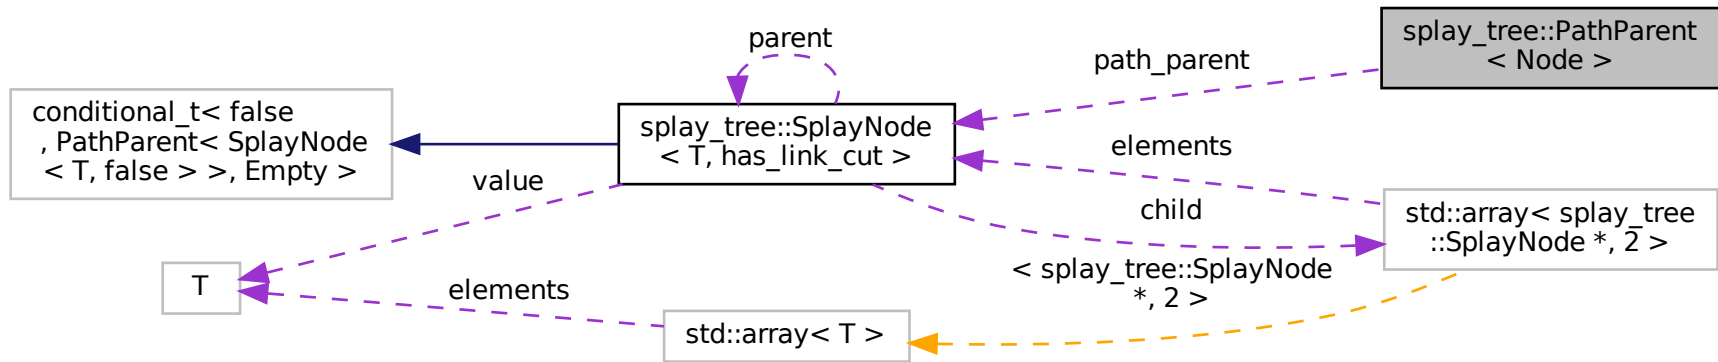 splay_tree::PathParent
< Node >
parent
path_parent
conditional_t< false
, PathParent< SplayNode
< T, false > >, Empty >
splay_tree::SplayNode
< T, has_link_cut >
elements
value
child
std::array< splay_tree
::SplayNode *, 2 >
< splay_tree::SplayNode
*, 2 >
T
elements
std::array< T >